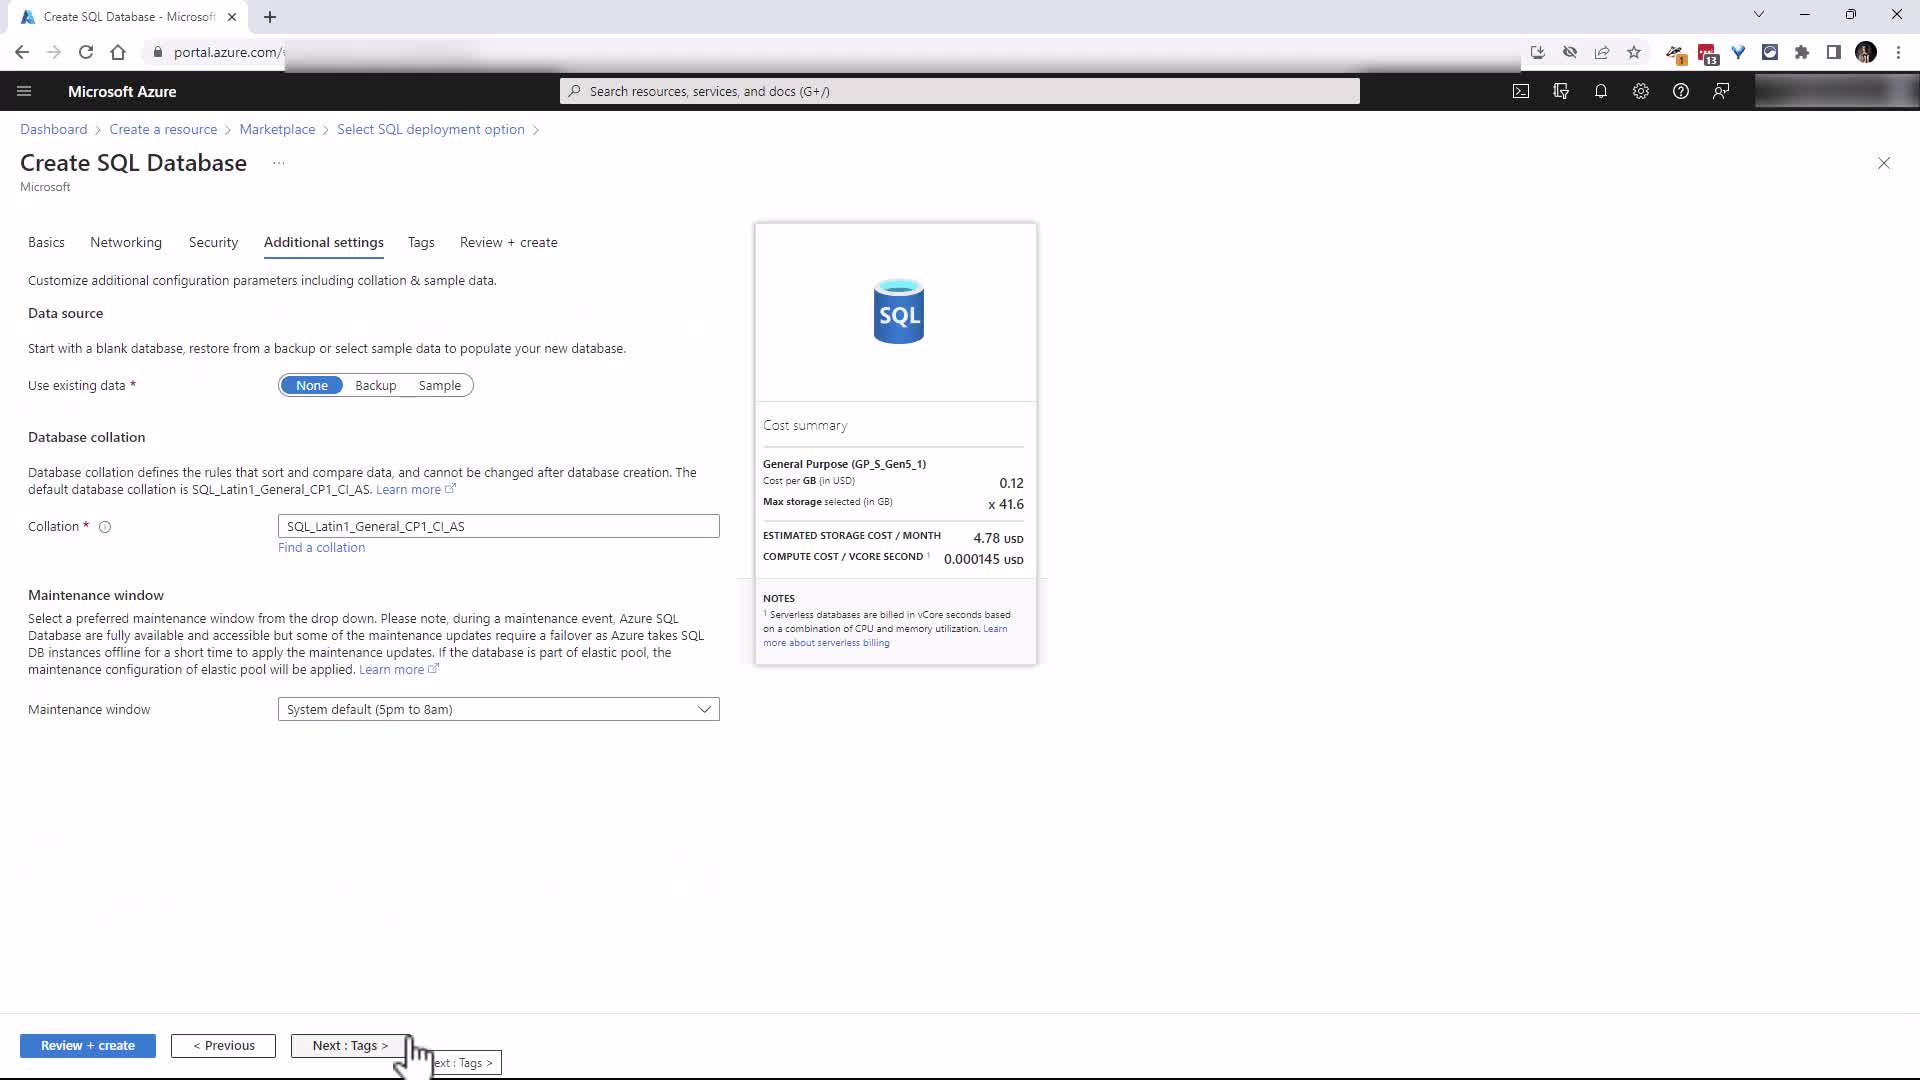 Create SQL Database - Microsoft
portal.azure.com/
1
13
Microsoft Azure
Search resources, services, and docs (G+/)
Dashboard > Create a resource > Marketplace > Select SQL deployment option >
Create SQL Database ...
Microsoft
Basics Networking Security Additional settings Tags Review + create
Customize additional configuration parameters including collation & sample data.
Data source
Start with a blank database, restore from a backup or select sample data to populate your new database.
Use existing data * None Backup Sample
Database collation
Database collation defines the rules that sort and compare data, and cannot be changed after database creation. The
default database collation is SQL_Latin1_General_CP1_CI_AS. Learn more
Collation * SQL_Latin1_General_CP1_CI_AS
Find a collation
Maintenance window
Select a preferred maintenance window from the drop down. Please note, during a maintenance event, Azure SQL
Database are fully available and accessible but some of the maintenance updates require a failover as Azure takes SQL
DB instances offline for a short time to apply the maintenance updates. If the database is part of elastic pool, the
maintenance configuration of elastic pool will be applied. Learn more
Maintenance window System default (5pm to 8am)
SQL
Cost summary
General Purpose (GP_S_Gen5_1)
Cost per GB (in USD) 0.12
Max storage selected (in GB) x 41.6
ESTIMATED STORAGE COST / MONTH 4.78 USD
COMPUTE COST / VCORE SECOND 1 0.000145 USD
NOTES
1 Serverless databases are billed in vCore seconds based
on a combination of CPU and memory utilization. Learn
more about serverless billing
Review + create < Previous Next : Tags >
ext : Tags >